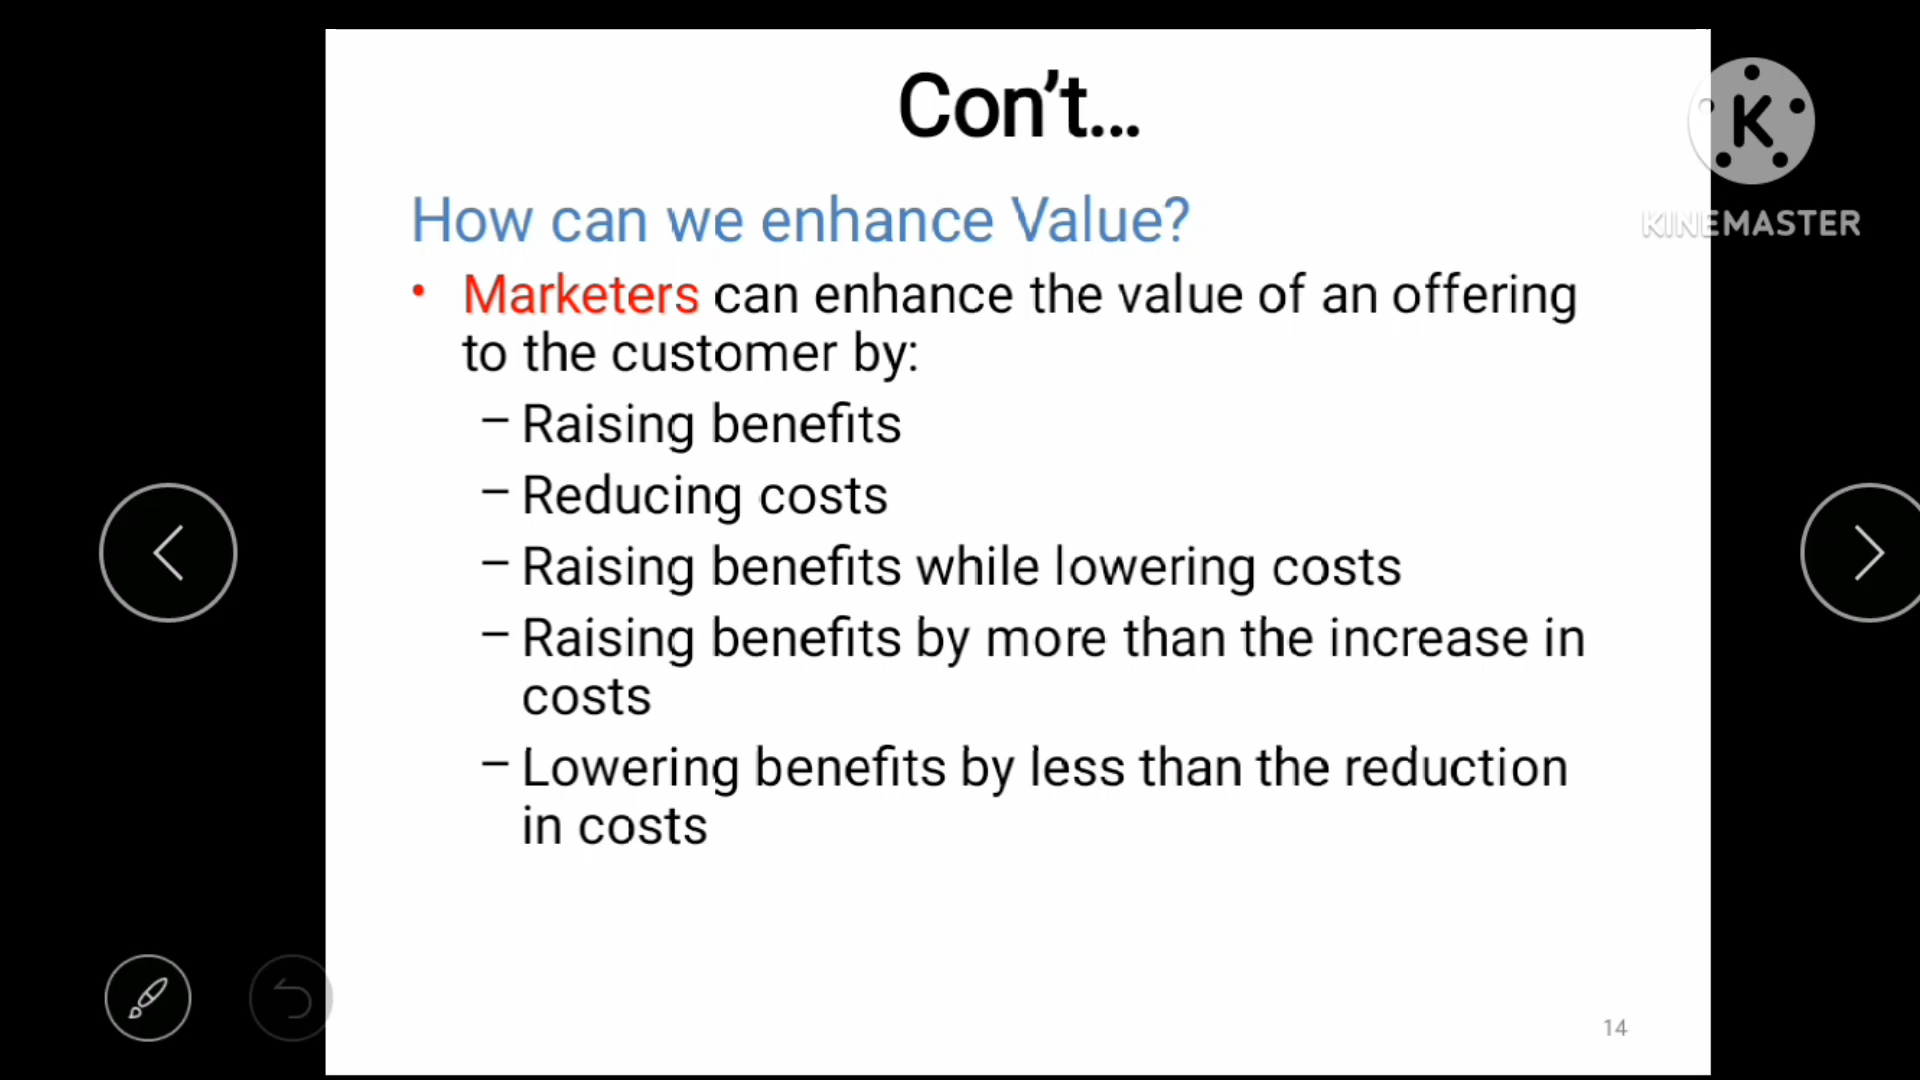 Con't...
K
KINEMASTER
How can we enhance Value?
• Marketers can enhance the value of an offering
to the customer by:
– Raising benefits
– Reducing costs
– Raising benefits while lowering costs
– Raising benefits by more than the increase in
costs
– Lowering benefits by less than the reduction
in costs
14